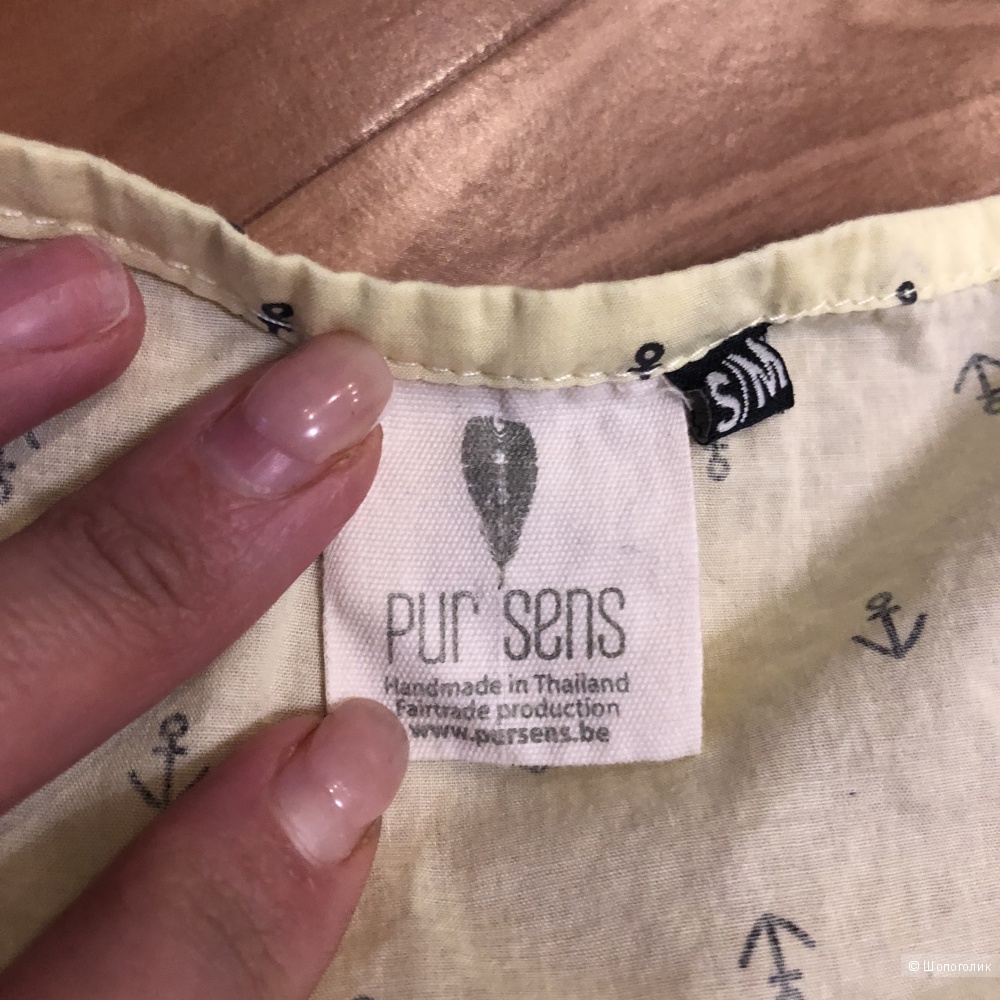 S/M
pur sens
Handmade in Thailand
Fairtrade production
www.pursens.be
© Шопоголик